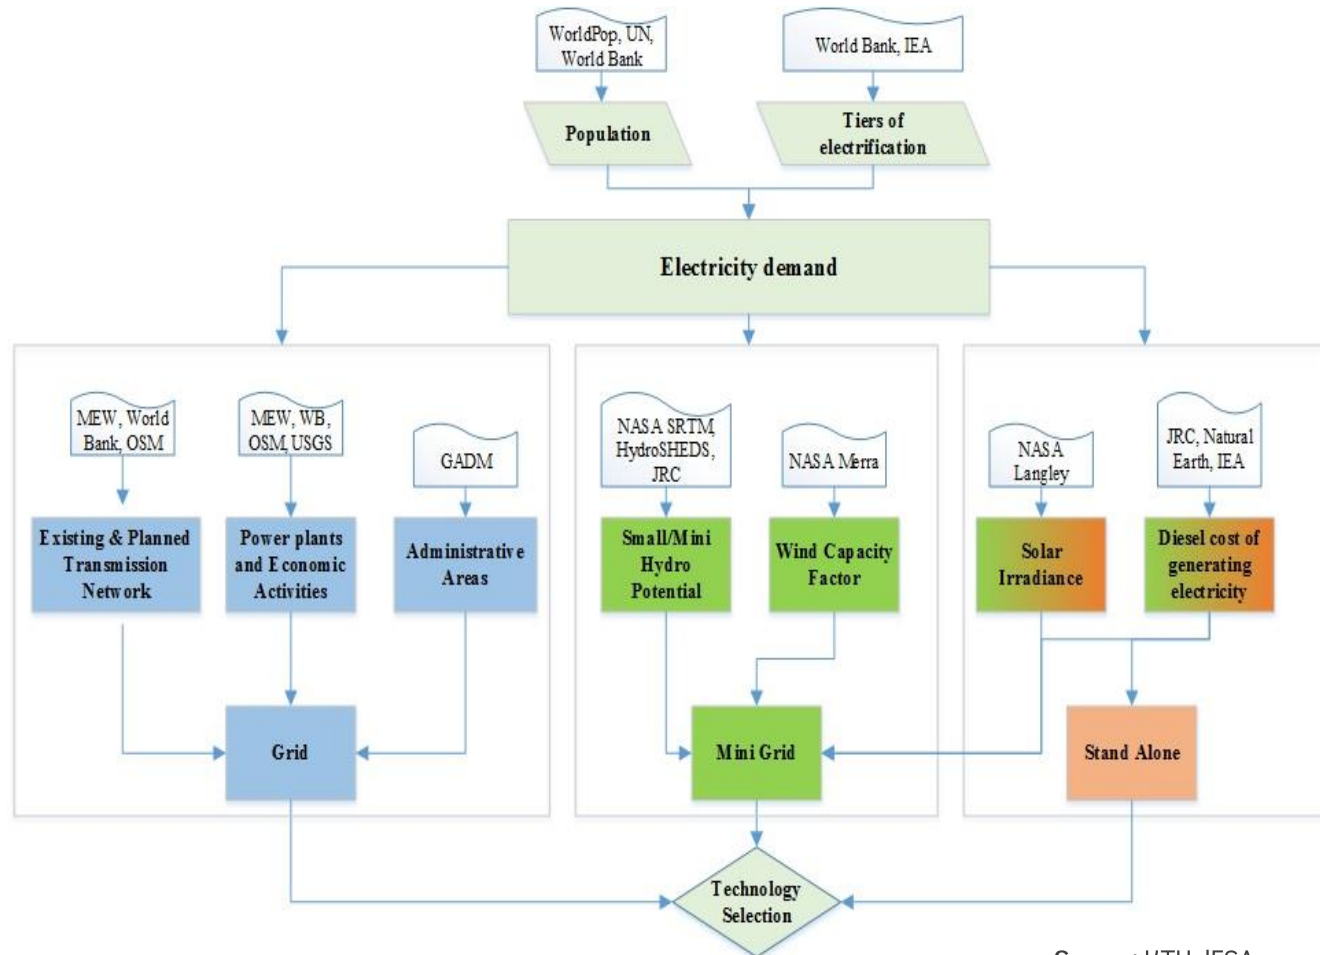 WorldPop, UN,
World Bank
World Bank, IEA
Population
Tiers of
electrification
Electricity demand
MEW, World
Bank, OSM
MEW, WB,
OSM, USGS
GADM
NASA SRTM,
HydroSHEDS,
JRC
NASA Merra
NASA
Langley
JRC, Natural
Earth, IEA
Existing & Planned
Transmission
Network
Power plants
and Economic
Activities
Administrative
Areas
Small/Mini
Hydro
Potential
Wind Capacity
Factor
Solar
Irradiance
Diesel cost of
generating
electricity
Grid
Mini Grid
Stand Alone
Technology
Selection